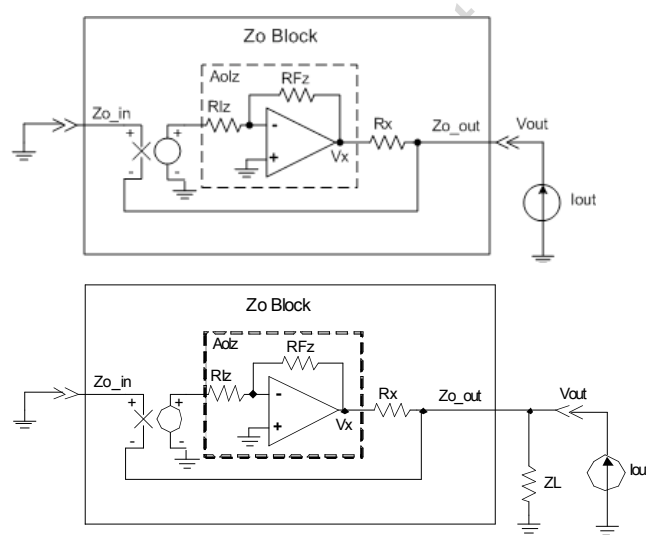 Zo Block
Aolz
RFz
RIz
Zo_in
+
+
-
-
-
+
Vx
Rx
Zo_out
Vout
Iout
Zo Block
Aolz
RFz
RIz
Zo_in
+
+
-
-
-
+
Vx
Rx
Zo_out
Vout
ZL
Iou